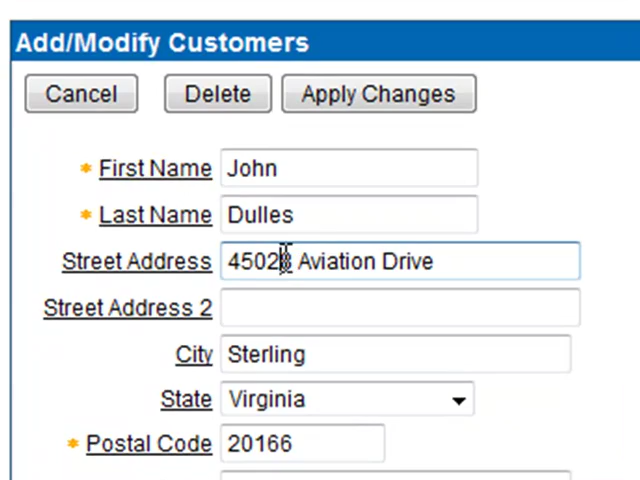 Add/Modify Customers
Cancel Delete Apply Changes
* First Name John
* Last Name Dulles
Street Address Aviation Drive
Street Address 2
City Sterling
State Virginia
* Postal Code 20166